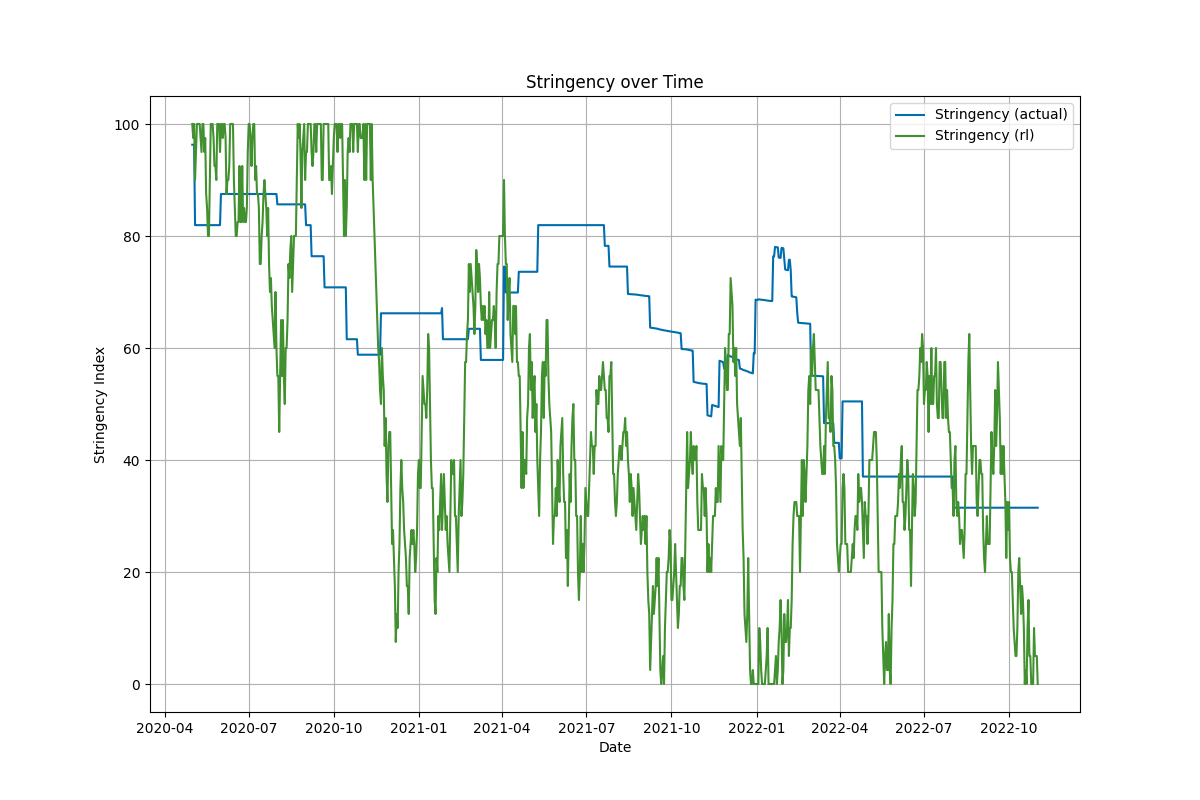 Stringency over Time
Stringency (actual)
Stringency (rl)
Stringency Index
100
80
60
40
20
0
2020-04 2020-07 2020-10 2021-01 2021-04 2021-07 2021-10 2022-01 2022-04 2022-07 2022-10
Date